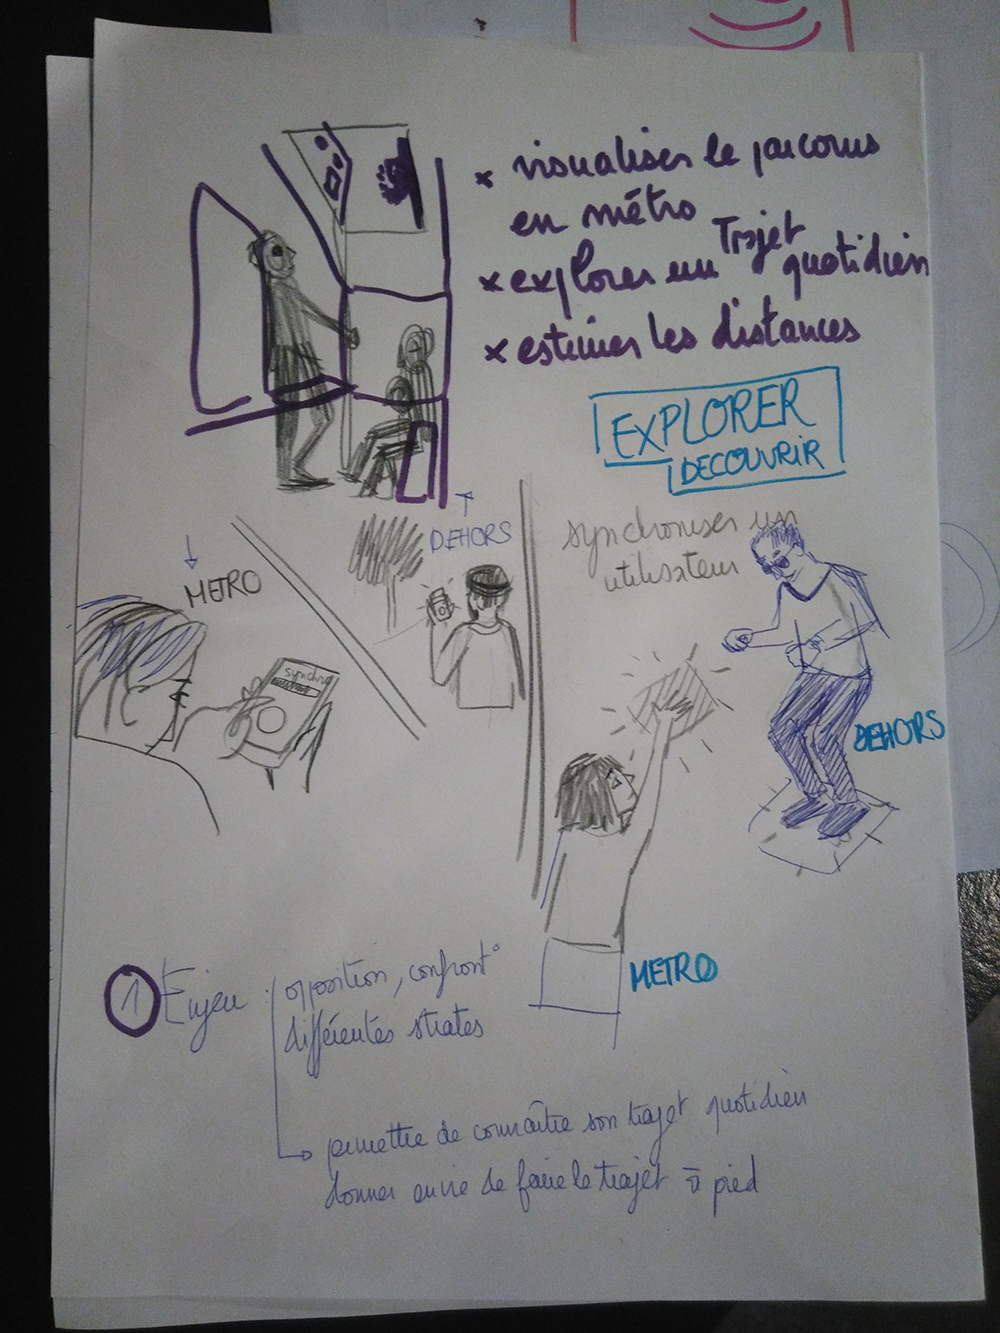 x visualiser le parcours
en métro
x explorer un Trajet quotidien
x estimer les distances
EXPLORER
DECOUVRIR
DEHORS
METRO
synchro
synchroniser un
utilisateur
DEHORS
METRO
1 Enjeu : opposition, confront°
différentes strates
permettre de connaître son trajet quotidien
donner envie de faire le trajet à pied